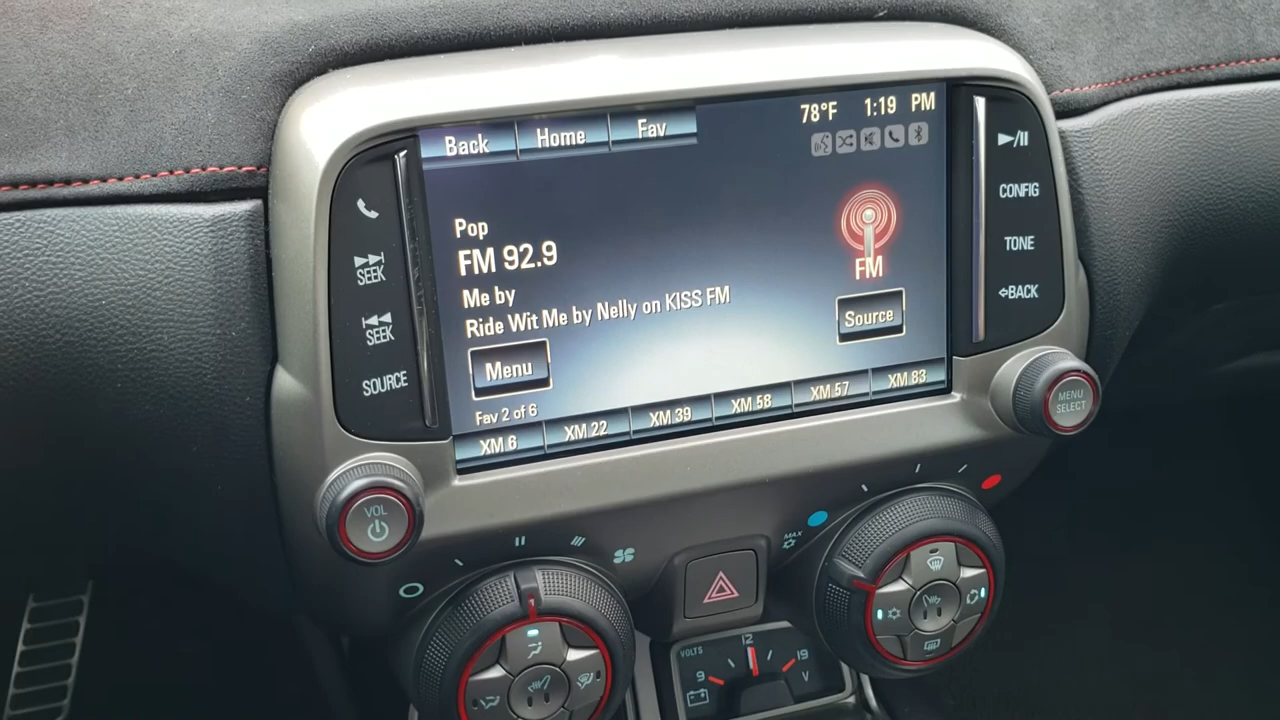 Back Home Fav
78°F 1:19 PM
Pop
FM 92.9
Me by
Ride Wit Me by Nelly on KISS FM
FM
Source
Menu
Fav 2 of 6
XM 6 XM 22 XM 39 XM 58 XM 57 XM 83
SEEK
SEEK
SOURCE
CONFIG
TONE
BACK
VOL
MENU
SELECT
MAX
VOLTS
9 12 19
V